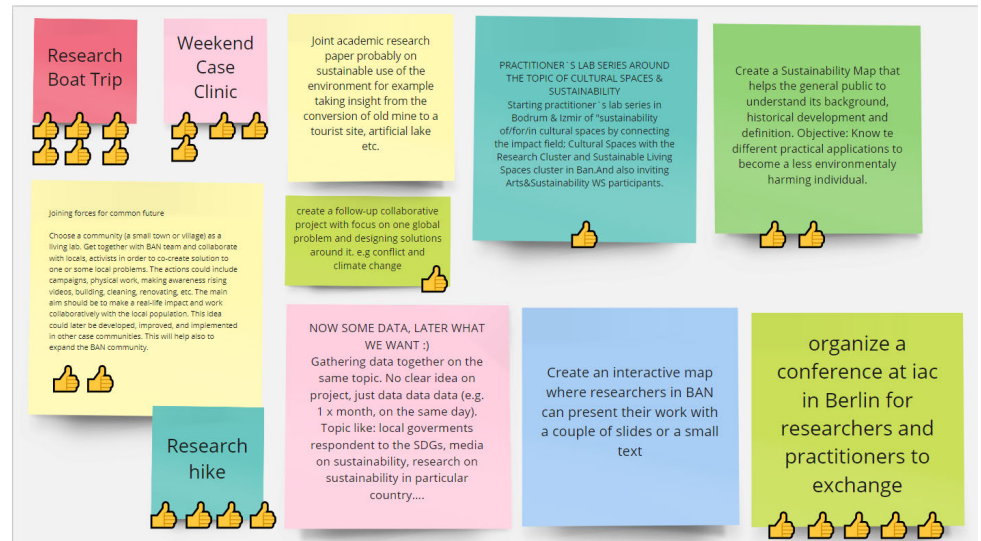 Research
Boat Trip
Weekend
Case
Clinic
Joint academic research
paper probably on
sustainable use of the
environment for example
taking insight from the
conversion of old mine to a
tourist site, artificial lake
etc.
PRACTITIONER`S LAB SERIES AROUND
THE TOPIC OF CULTURAL SPACES &
SUSTAINABILITY
Starting practitioner`s lab series in
Bodrum & Izmir of "sustainability
of/for/in cultural spaces by connecting
the impact field: Cultural Spaces with the
Research Cluster and Sustainable Living
Spaces cluster in Ban.And also inviting
Arts&Sustainability WS participants.
Create a Sustainability Map that
helps the general public to
understand its background,
historical development and
definition. Objective: Know te
different practical applications to
become a less environmentaly
harming individual.
Joining forces for common future
Choose a community (a small town or village) as a
living lab. Get together with BAN team and collaborate
with locals, activists in order to co-create solution to
one or some local problems. The actions could include
campaigns, physical work, making awareness rising
videos, building, cleaning, renovating, etc. The main
aim should be to make a real-life impact and work
collaboratively with the local population. This idea
could later be developed, improved, and implemented
in other case communities. This will help also to
expand the BAN community.
create a follow-up collaborative
project with focus on one global
problem and designing solutions
around it. e.g conflict and
climate change
Research
hike
NOW SOME DATA, LATER WHAT
WE WANT :)
Gathering data together on the
same topic. No clear idea on
project, just data data data (e.g.
1 x month, on the same day).
Topic like: local goverments
respondent to the SDGs, media
on sustainability, research on
sustainability in particular
country....
Create an interactive map
where researchers in BAN
can present their work with
a couple of slides or a small
text
organize a
conference at iac
in Berlin for
researchers and
practitioners to
exchange